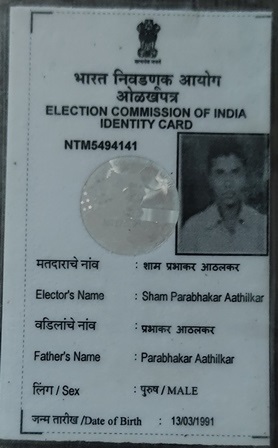 भारत निवडणूक आयोग
ओळखपत्र
ELECTION COMMISSION OF INDIA
IDENTITY CARD
NTM5494141
मतदाराचे नांव : शाम प्रभाकर आठलकर
Elector's Name : Sham Parabhakar Aathilkar
वडिलांचे नांव : प्रभाकर आठलकर
Father's Name : Parabhakar Aathilkar
लिंग / Sex : पुरुष / MALE
जन्म तारीख /Date of Birth : 13/03/1991